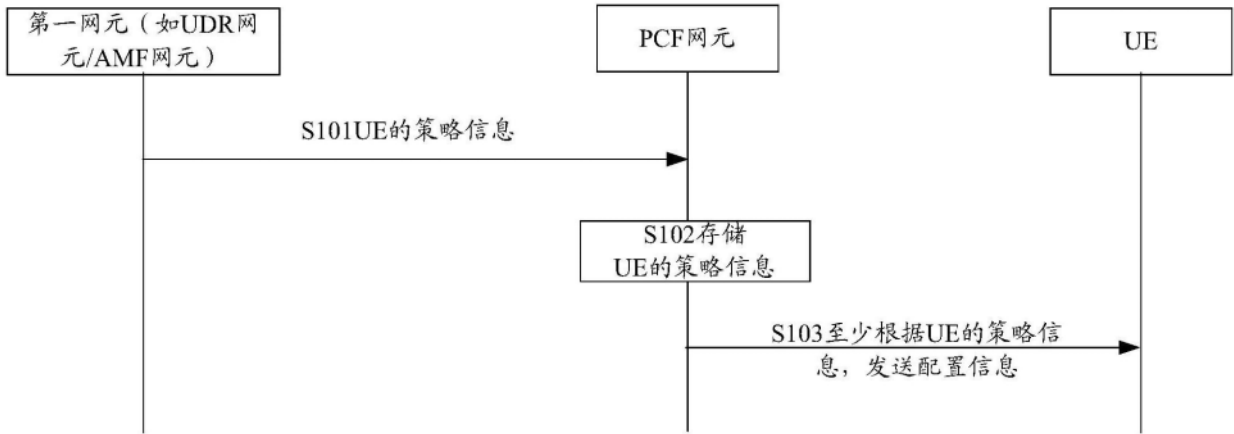 第一网元（如UDR网
元/AMF网元）
PCF网元
UE
S101UE的策略信息
S102存储
UE的策略信息
S103至少根据UE的策略信
息，发送配置信息